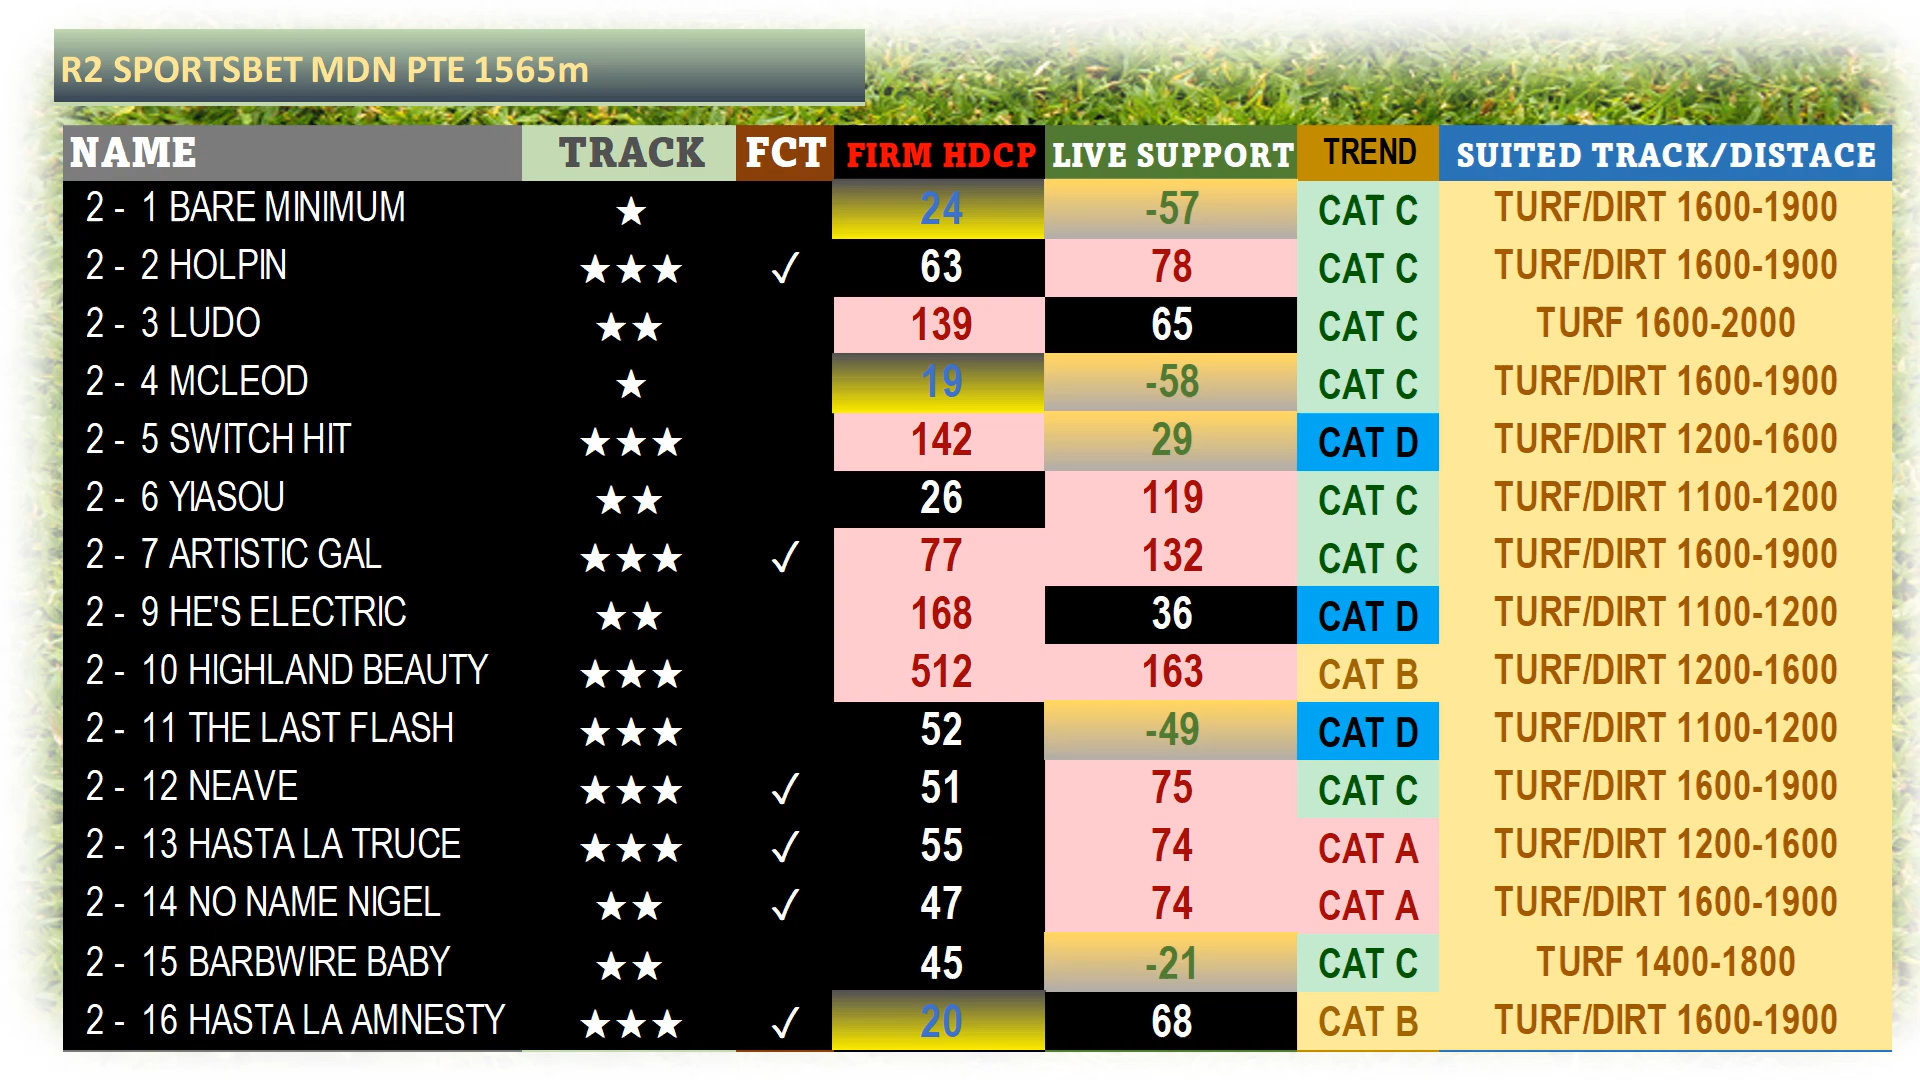 R2 SPORTSBET MDN PTE 1565m
NAME TRACK FCT FIRM HDCP LIVE SUPPORT TREND SUITED TRACK/DISTACE
2 - 1 BARE MINIMUM ★ 24 -57 CAT C TURF/DIRT 1600-1900
2 - 2 HOLPIN ★★★ ✓ 63 78 CAT C TURF/DIRT 1600-1900
2 - 3 LUDO ★★ 139 65 CAT C TURF 1600-2000
2 - 4 MCLEOD ★ 19 -58 CAT C TURF/DIRT 1600-1900
2 - 5 SWITCH HIT ★★★ 142 29 CAT D TURF/DIRT 1200-1600
2 - 6 YIASOU ★★ 26 119 CAT C TURF/DIRT 1100-1200
2 - 7 ARTISTIC GAL ★★★ ✓ 77 132 CAT C TURF/DIRT 1600-1900
2 - 9 HE'S ELECTRIC ★★ 168 36 CAT D TURF/DIRT 1100-1200
2 - 10 HIGHLAND BEAUTY ★★★ 512 163 CAT B TURF/DIRT 1200-1600
2 - 11 THE LAST FLASH ★★★ 52 -49 CAT D TURF/DIRT 1100-1200
2 - 12 NEAVE ★★★ ✓ 51 75 CAT C TURF/DIRT 1600-1900
2 - 13 HASTA LA TRUCE ★★★ ✓ 55 74 CAT A TURF/DIRT 1200-1600
2 - 14 NO NAME NIGEL ★★ ✓ 47 74 CAT A TURF/DIRT 1600-1900
2 - 15 BARBWIRE BABY ★★ 45 -21 CAT C TURF 1400-1800
2 - 16 HASTA LA AMNESTY ★★★ ✓ 20 68 CAT B TURF/DIRT 1600-1900